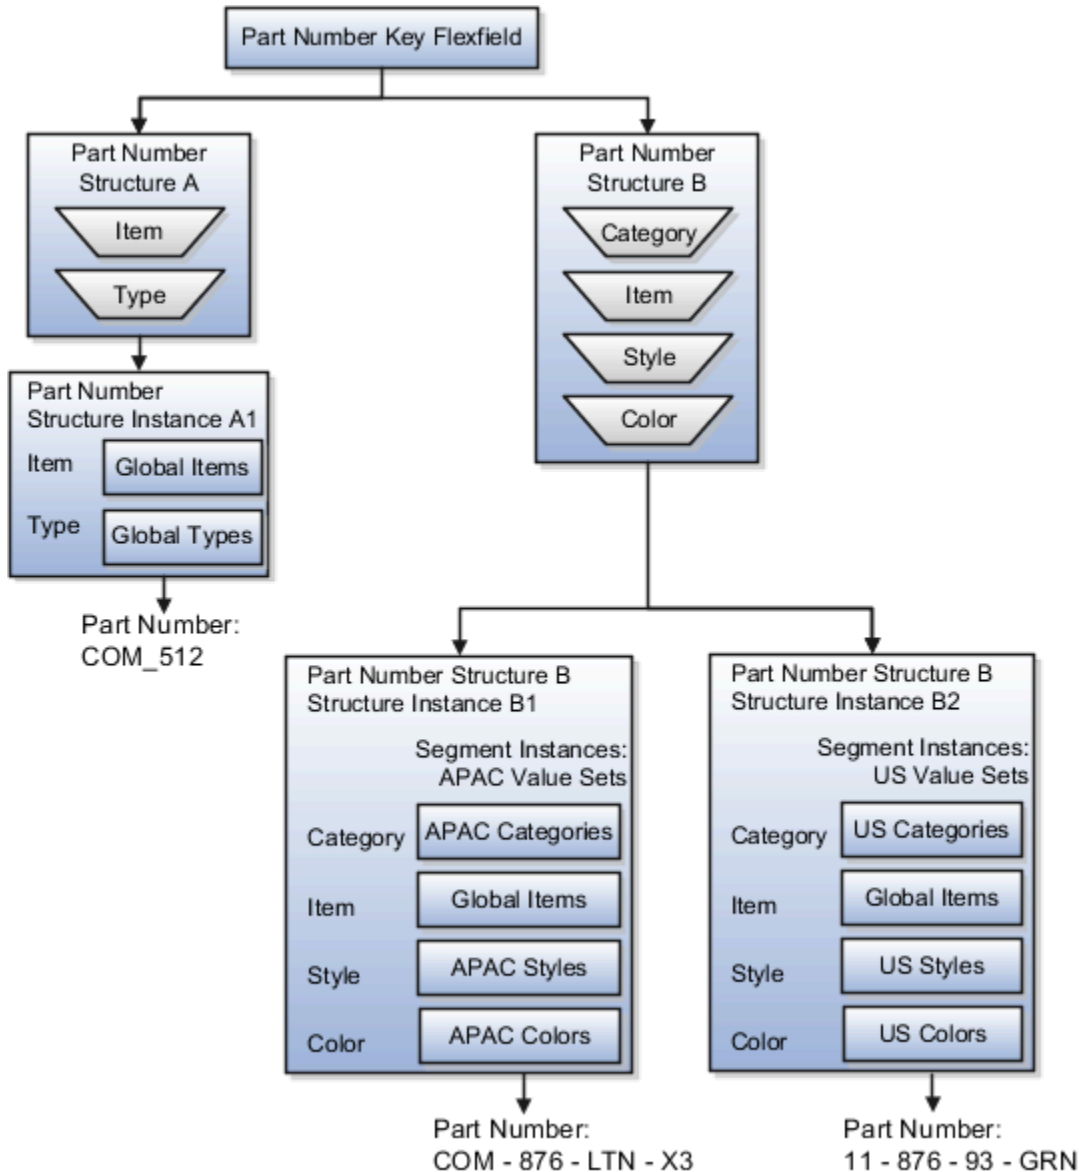 Part Number Key Flexfield
Part Number
Structure A
Item
Type
Part Number
Structure B
Category
Item
Style
Color
Part Number
Structure Instance A1
Item
Global Items
Type
Global Types
Part Number:
COM_512
Part Number Structure B
Structure Instance B1
Segment Instances:
APAC Value Sets
Category
APAC Categories
Item
Global Items
Style
APAC Styles
Color
APAC Colors
Part Number:
COM - 876 - LTN - X3
Part Number Structure B
Structure Instance B2
Segment Instances:
US Value Sets
Category
US Categories
Item
Global Items
Style
US Styles
Color
US Colors
Part Number:
11 - 876 - 93 - GRN